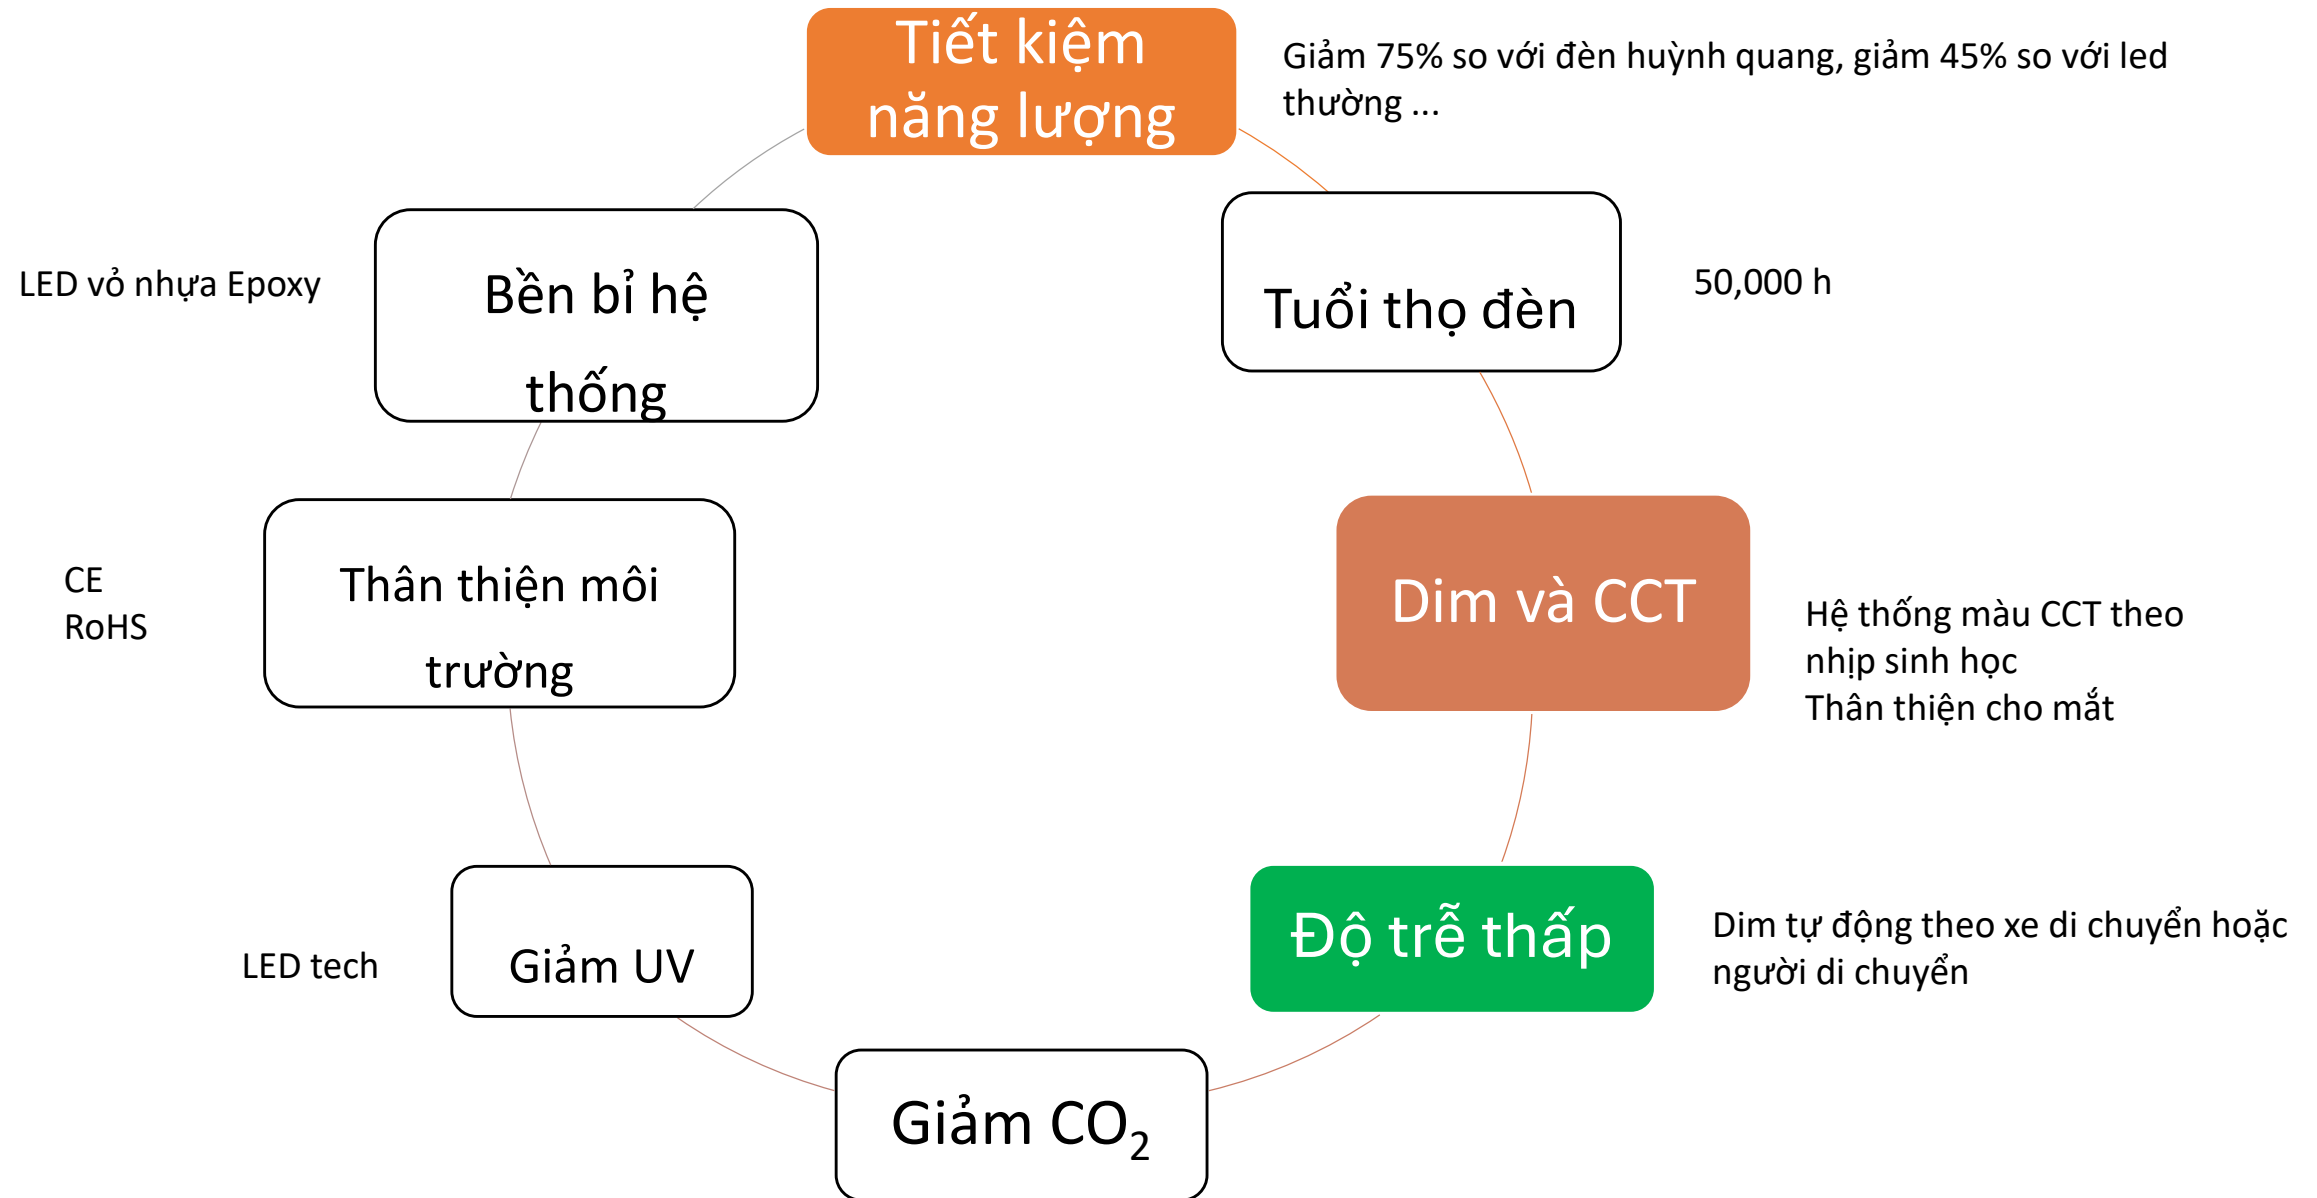 Tiết kiệm
năng lượng
Giảm 75% so với đèn huỳnh quang, giảm 45% so với led
thường ...
Bền bỉ hệ
thống
LED vỏ nhựa Epoxy
Tuổi thọ đèn
50,000 h
Thân thiện môi
trường
CE
RoHS
Dim và CCT
Hệ thống màu CCT theo
nhịp sinh học
Thân thiện cho mắt
Giảm UV
LED tech
Độ trễ thấp
Dim tự động theo xe di chuyển hoặc
người di chuyển
Giảm CO₂